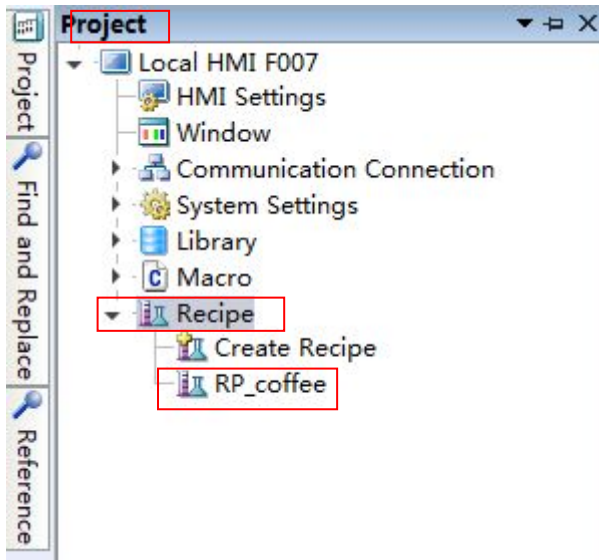 Project
Local HMI F007
HMI Settings
Window
Communication Connection
System Settings
Library
Macro
Recipe
Create Recipe
RP_coffee
Project
Find and Replace
Reference